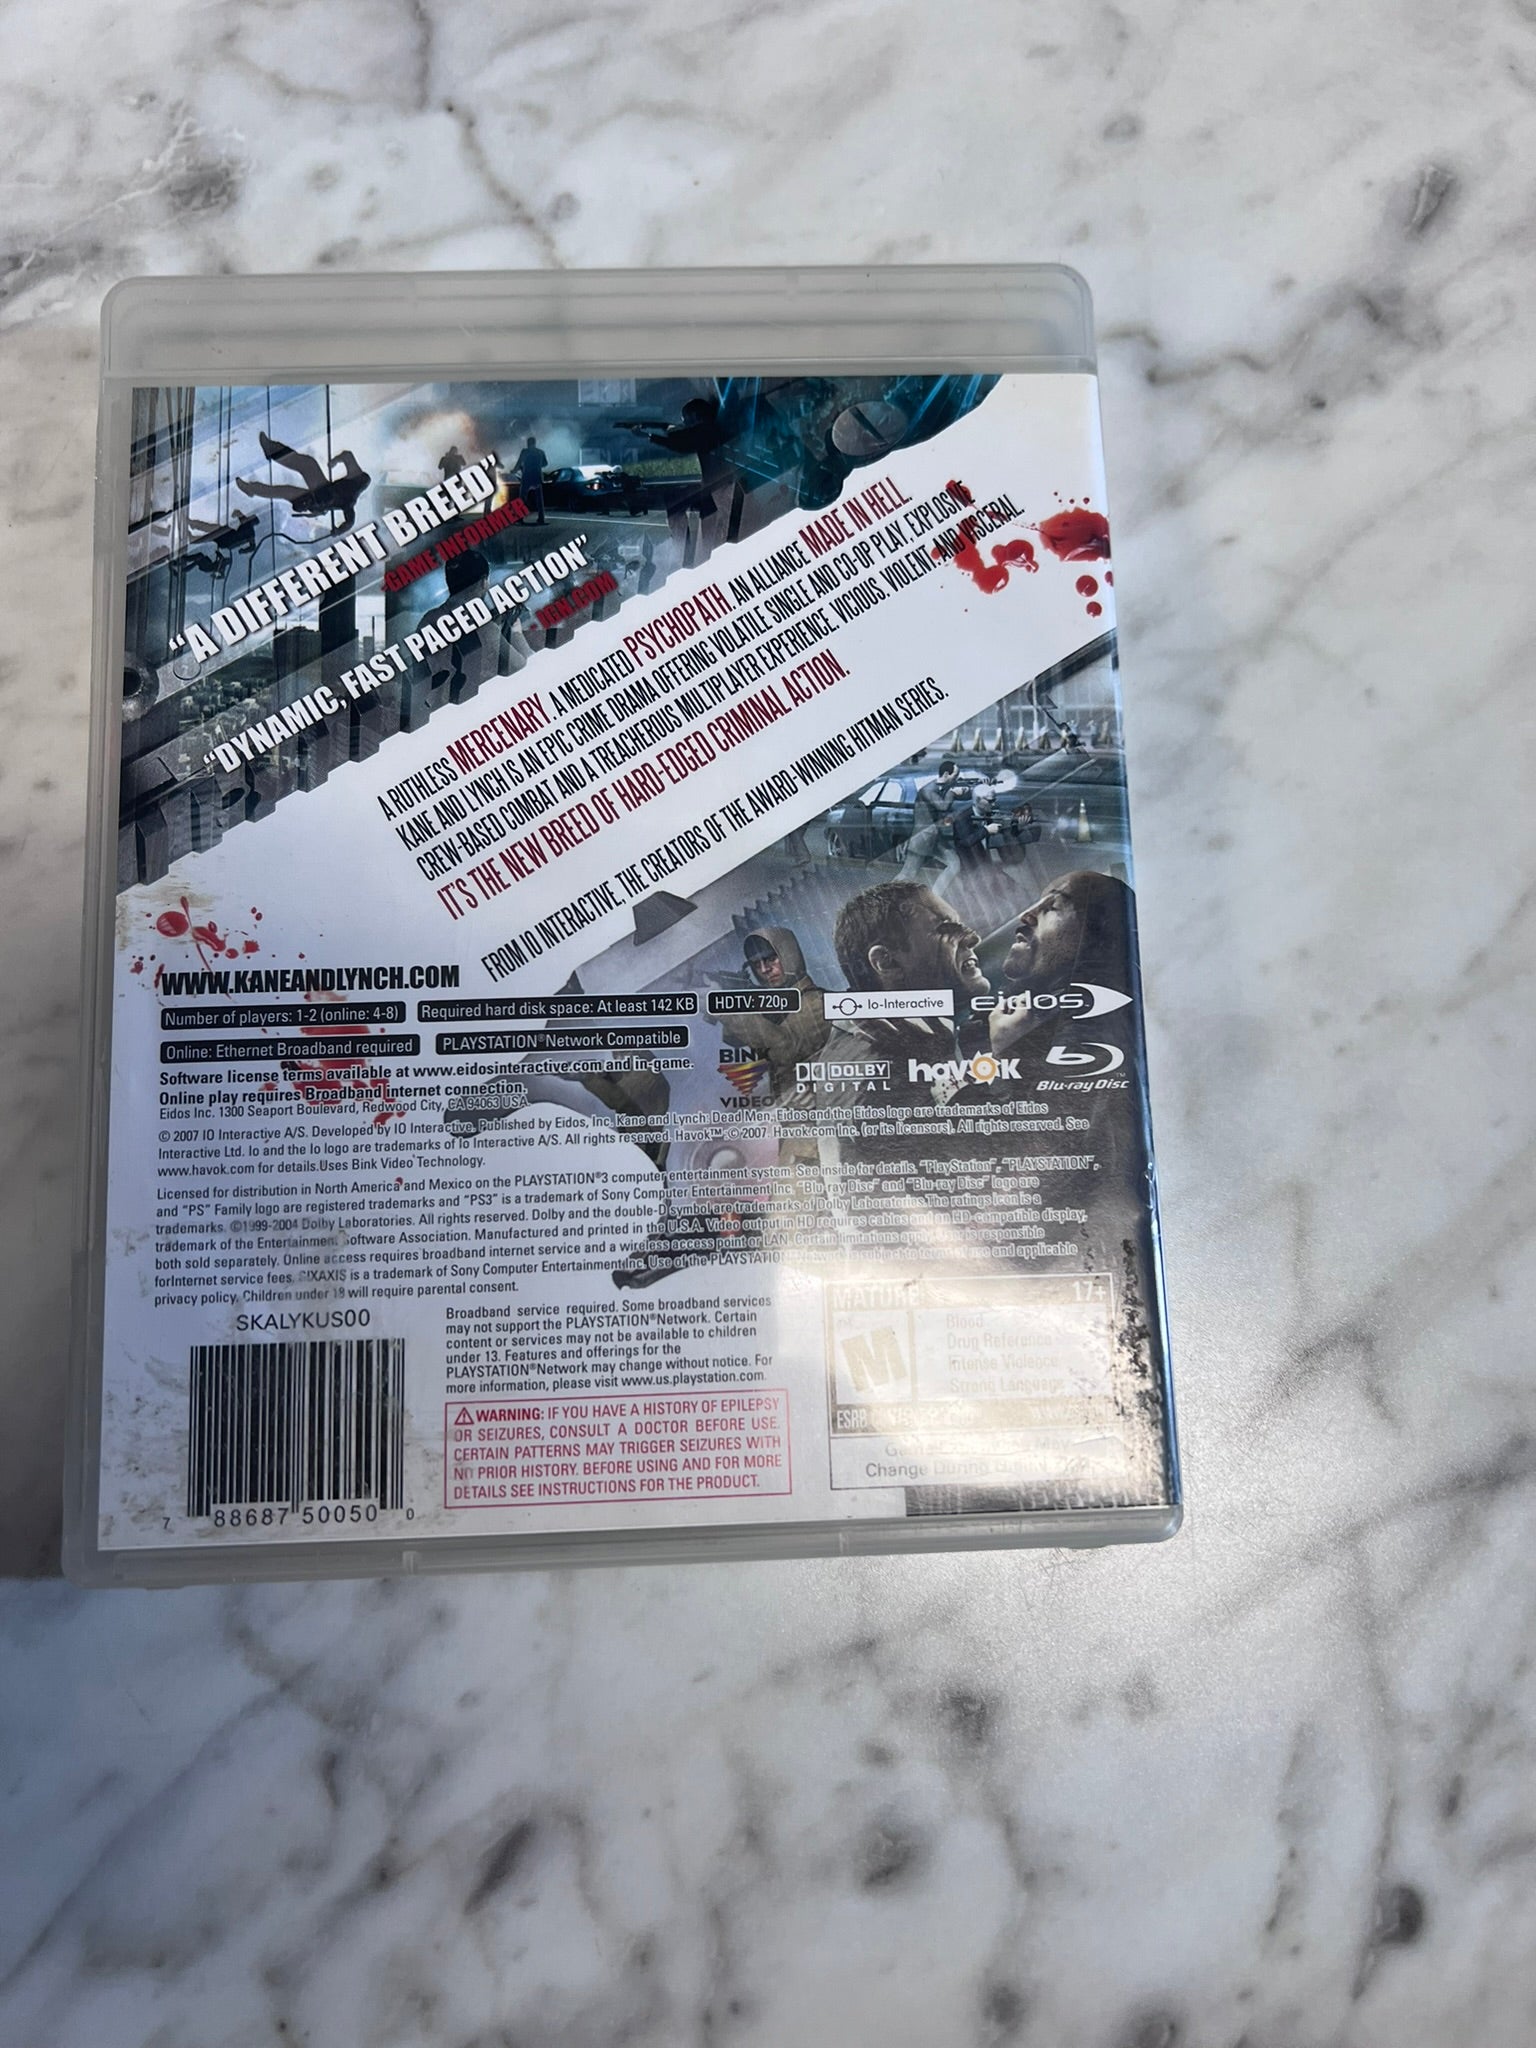 “A DIFFERENT BREED”
-GAME INFORMER
“DYNAMIC, FAST PACED ACTION”
- IGN.COM
A RUTHLESS MERCENARY. A MEDICATED PSYCHOPATH. AN ALLIANCE MADE IN HELL.
KANE AND LYNCH IS AN EPIC CRIME DRAMA OFFERING VOLATILE SINGLE AND CO-OP PLAY, EXPLOSIVE
CREW-BASED COMBAT AND A TREACHEROUS MULTIPLAYER EXPERIENCE. VICIOUS. VIOLENT. AND VISCERAL.
IT'S THE NEW BREED OF HARD-EDGED CRIMINAL ACTION.
FROM IO INTERACTIVE, THE CREATORS OF THE AWARD-WINNING HITMAN SERIES.
WWW.KANEANDLYNCH.COM
Number of players: 1-2 (online: 4-8) Required hard disk space: At least 142 KB HDTV: 720p
Io-Interactive eidos
Online: Ethernet Broadband required PLAYSTATION®Network Compatible
BINK VIDEO
DOLBY DIGITAL
havok
Blu-ray Disc™
Software license terms available at www.eidosinteractive.com and in-game.
Online play requires Broadband internet connection.
Eidos Inc. 1300 Seaport Boulevard, Redwood City, CA 94063 USA.
© 2007 IO Interactive A/S. Developed by IO Interactive. Published by Eidos, Inc. Kane and Lynch: Dead Men, Eidos and the Eidos logo are trademarks of Eidos
Interactive Ltd. Io and the Io logo are trademarks of Io Interactive A/S. All rights reserved. Havok™ ; © 2007. Havok.com Inc. (or its licensors). All rights reserved. See
www.havok.com for details.Uses Bink Video Technology.
Licensed for distribution in North America and Mexico on the PLAYSTATION®3 computer entertainment system. See inside for details. "PlayStation", "PLAYSTATION",
and "PS" Family logo are registered trademarks and "PS3" is a trademark of Sony Computer Entertainment Inc. "Blu-ray Disc" and "Blu-ray Disc" logo are
trademarks. ©1999-2004 Dolby Laboratories. All rights reserved. Dolby and the double-D symbol are trademarks of Dolby Laboratories.The ratings icon is a
trademark of the Entertainment Software Association. Manufactured and printed in the U.S.A. Video output in HD requires cables and an HD-compatible display,
both sold separately. Online access requires broadband internet service and a wireless access point or LAN. Certain limitations apply. User is responsible
forInternet service fees. SIXAXIS is a trademark of Sony Computer Entertainment Inc. Use of the PLAYSTATION®Network is subject to terms of use and applicable
privacy policy. Children under 18 will require parental consent.
SKALYKUS00
7 88687 50050 0
Broadband service required. Some broadband services
may not support the PLAYSTATION®Network. Certain
content or services may not be available to children
under 13. Features and offerings for the
PLAYSTATION®Network may change without notice. For
more information, please visit www.us.playstation.com.
WARNING: IF YOU HAVE A HISTORY OF EPILEPSY
OR SEIZURES, CONSULT A DOCTOR BEFORE USE.
CERTAIN PATTERNS MAY TRIGGER SEIZURES WITH
NO PRIOR HISTORY. BEFORE USING AND FOR MORE
DETAILS SEE INSTRUCTIONS FOR THE PRODUCT.
MATURE 17+
M
Blood
Drug Reference
Intense Violence
Strong Language
ESRB
May
Change During